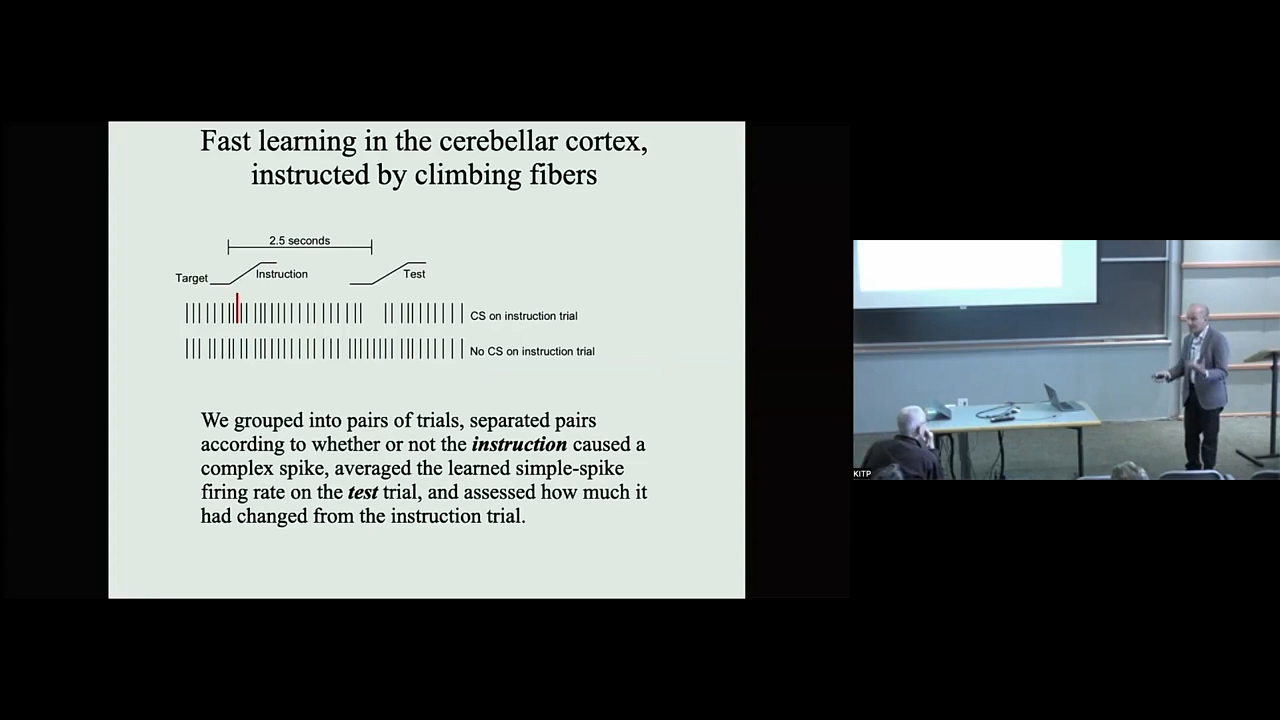 Fast learning in the cerebellar cortex,
instructed by climbing fibers
2.5 seconds
Target
Instruction
Test
CS on instruction trial
No CS on instruction trial
We grouped into pairs of trials, separated pairs
according to whether or not the instruction caused a
complex spike, averaged the learned simple-spike
firing rate on the test trial, and assessed how much it
had changed from the instruction trial.
KITP